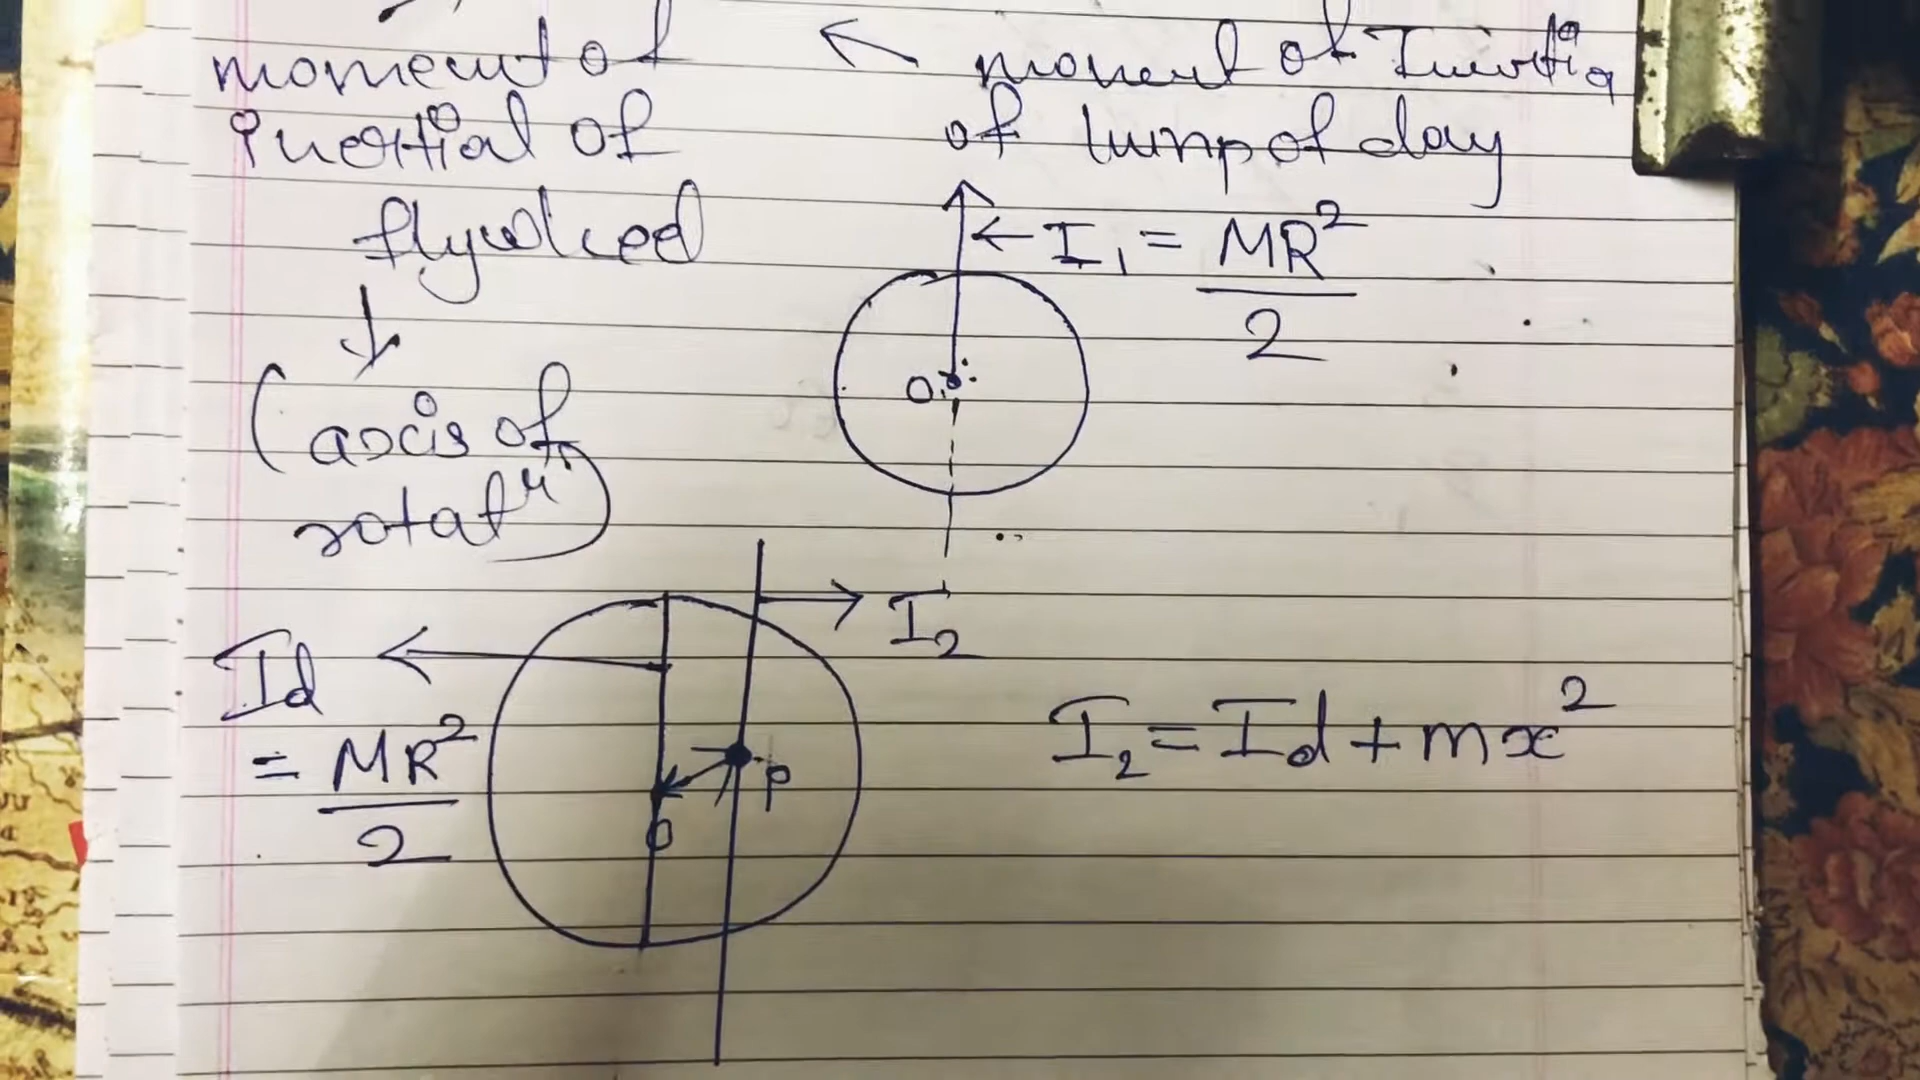 moment of
inertial of
flywheel
(axis of
rotatⁿ)
← moment of Inertia
of lump of clay
← I₁ = MR²
2
O
I₂
Id
= MR²
2
P
O
I₂ = Id + mx²